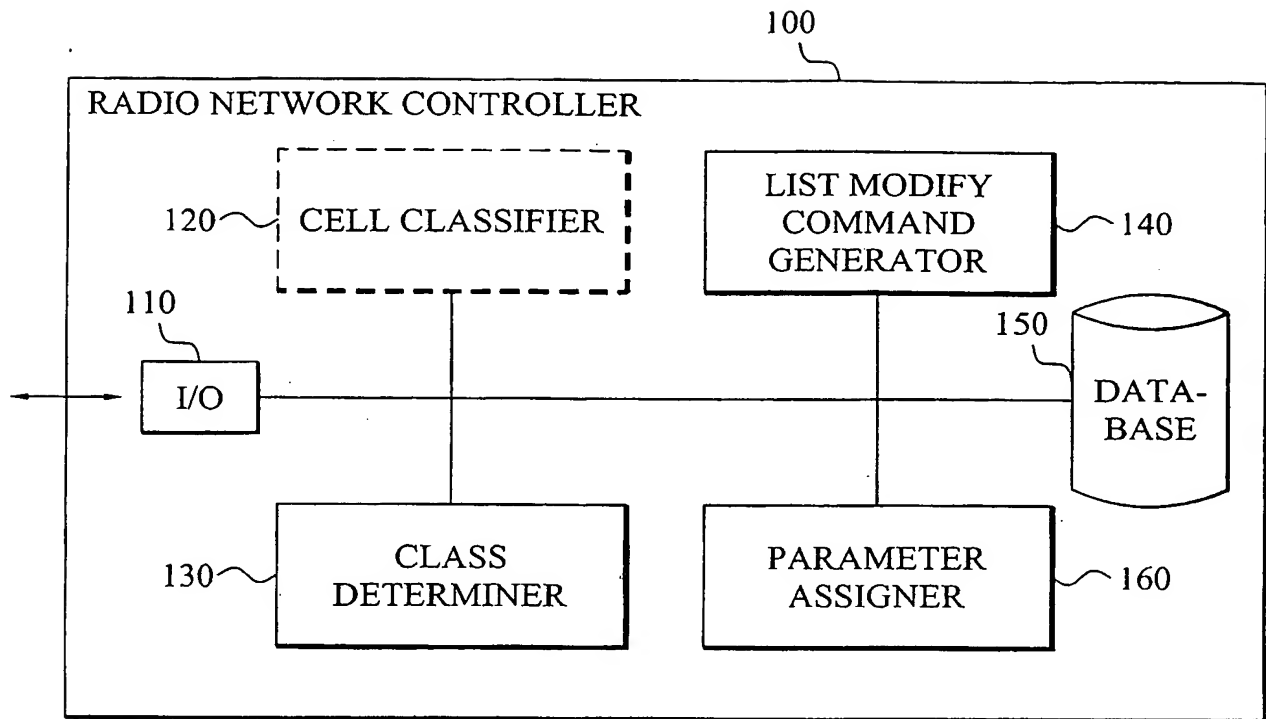 100
RADIO NETWORK CONTROLLER
120
CELL CLASSIFIER
LIST MODIFY
COMMAND
GENERATOR
140
110
I/O
150
DATA-
BASE
130
CLASS
DETERMINER
PARAMETER
ASSIGNER
160